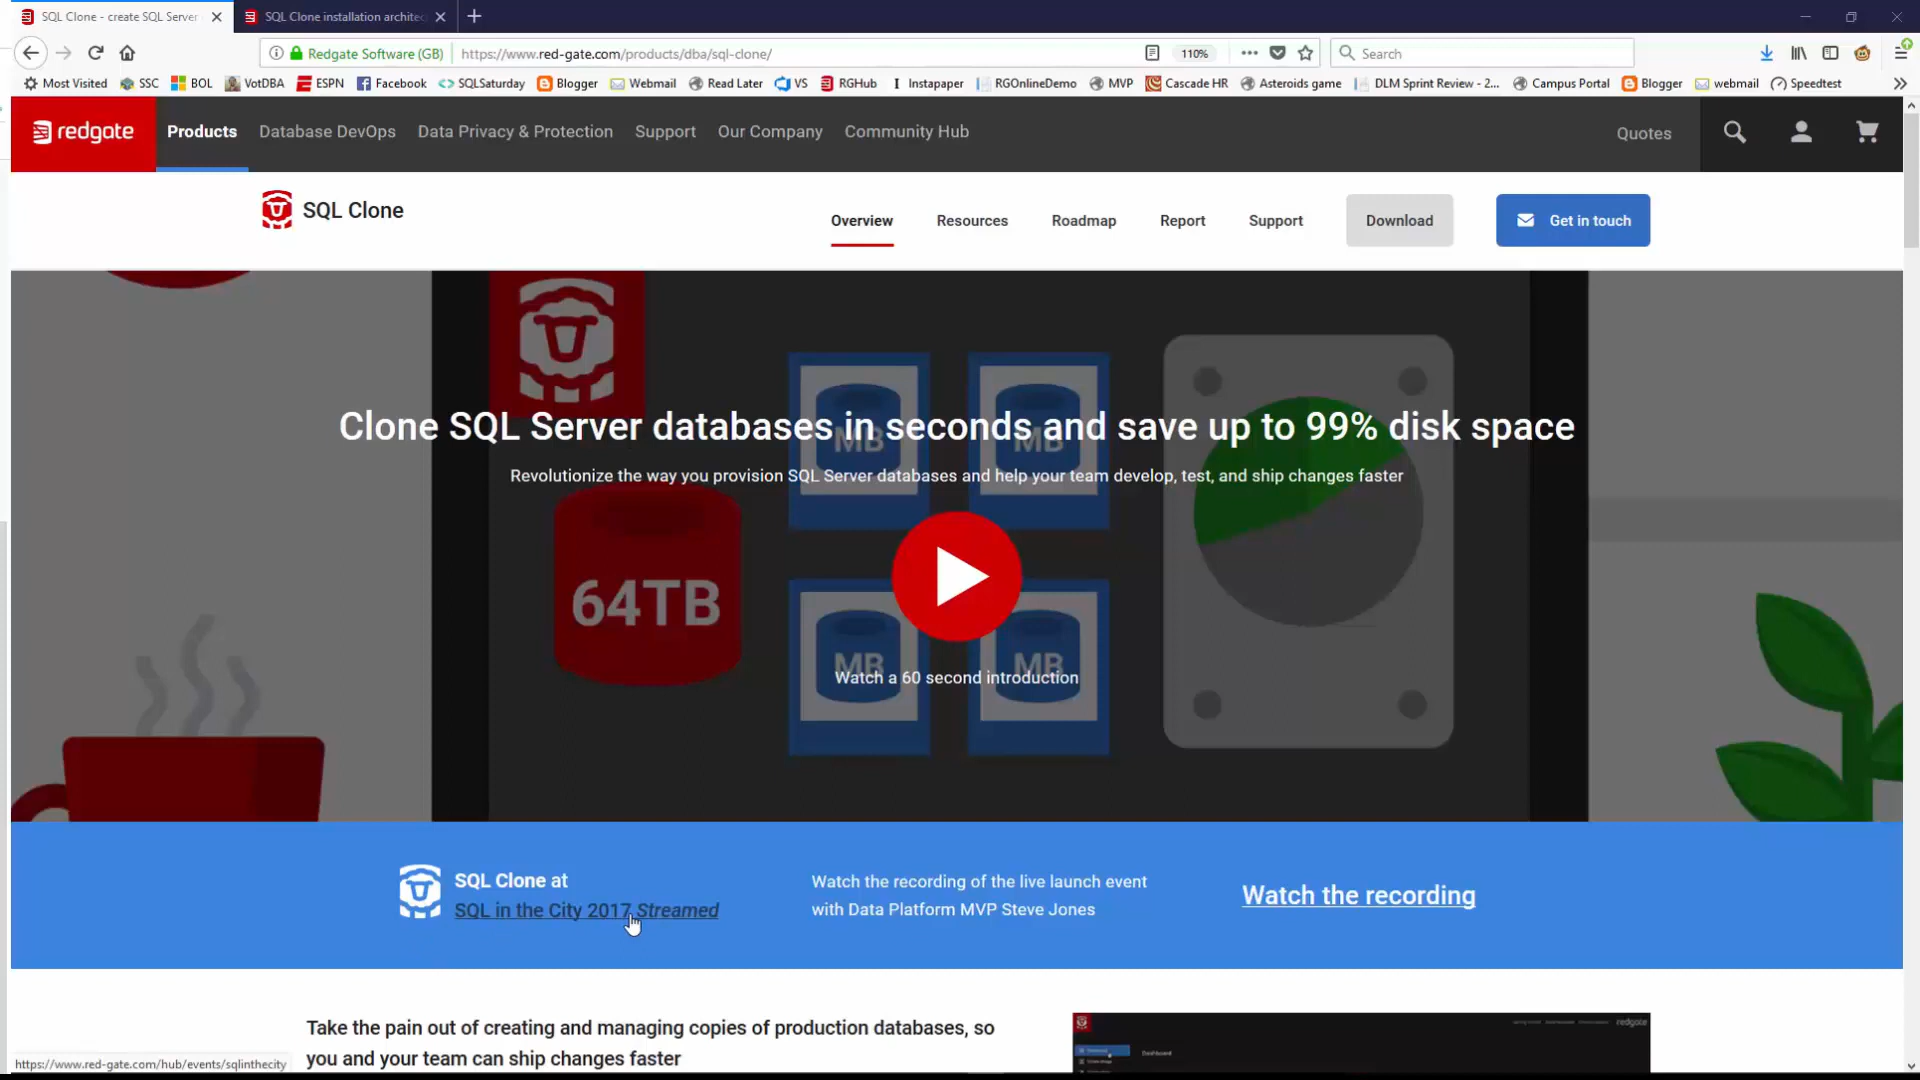 SQL Clone - create SQL Server
SQL Clone installation architec
Redgate Software (GB)
https://www.red-gate.com/products/dba/sql-clone/
110%
Search
Most Visited
SSC
BOL
VotDBA
ESPN
Facebook
SQLSaturday
Blogger
Webmail
Read Later
VS
RGHub
Instapaper
RGOnlineDemo
MVP
Cascade HR
Asteroids game
DLM Sprint Review - 2...
Campus Portal
Blogger
webmail
Speedtest
redgate
Products
Database DevOps
Data Privacy & Protection
Support
Our Company
Community Hub
Quotes
SQL Clone
Overview
Resources
Roadmap
Report
Support
Download
Get in touch
Clone SQL Server databases in seconds and save up to 99% disk space
Revolutionize the way you provision SQL Server databases and help your team develop, test, and ship changes faster
MB
MB
64TB
MB
MB
Watch a 60 second introduction
SQL Clone at
SQL in the City 2017 Streamed
Watch the recording of the live launch event
with Data Platform MVP Steve Jones
Watch the recording
Take the pain out of creating and managing copies of production databases, so
you and your team can ship changes faster
redgate
Dashboard
https://www.red-gate.com/hub/events/sqlinthecity